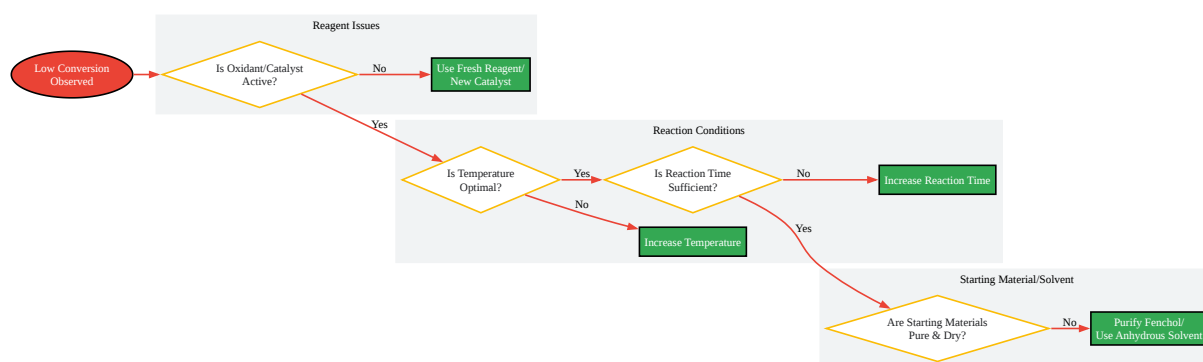 Reagent Issues
Low Conversion
Observed
Is Oxidant/Catalyst
Active?
No
Use Fresh Reagent/
New Catalyst
Yes
Reaction Conditions
Is Temperature
Optimal?
Yes
Is Reaction Time
Sufficient?
No
Increase Reaction Time
No
Increase Temperature
Yes
Starting Material/Solvent
Are Starting Materials
Pure & Dry?
No
Purify Fenchol/
Use Anhydrous Solvent